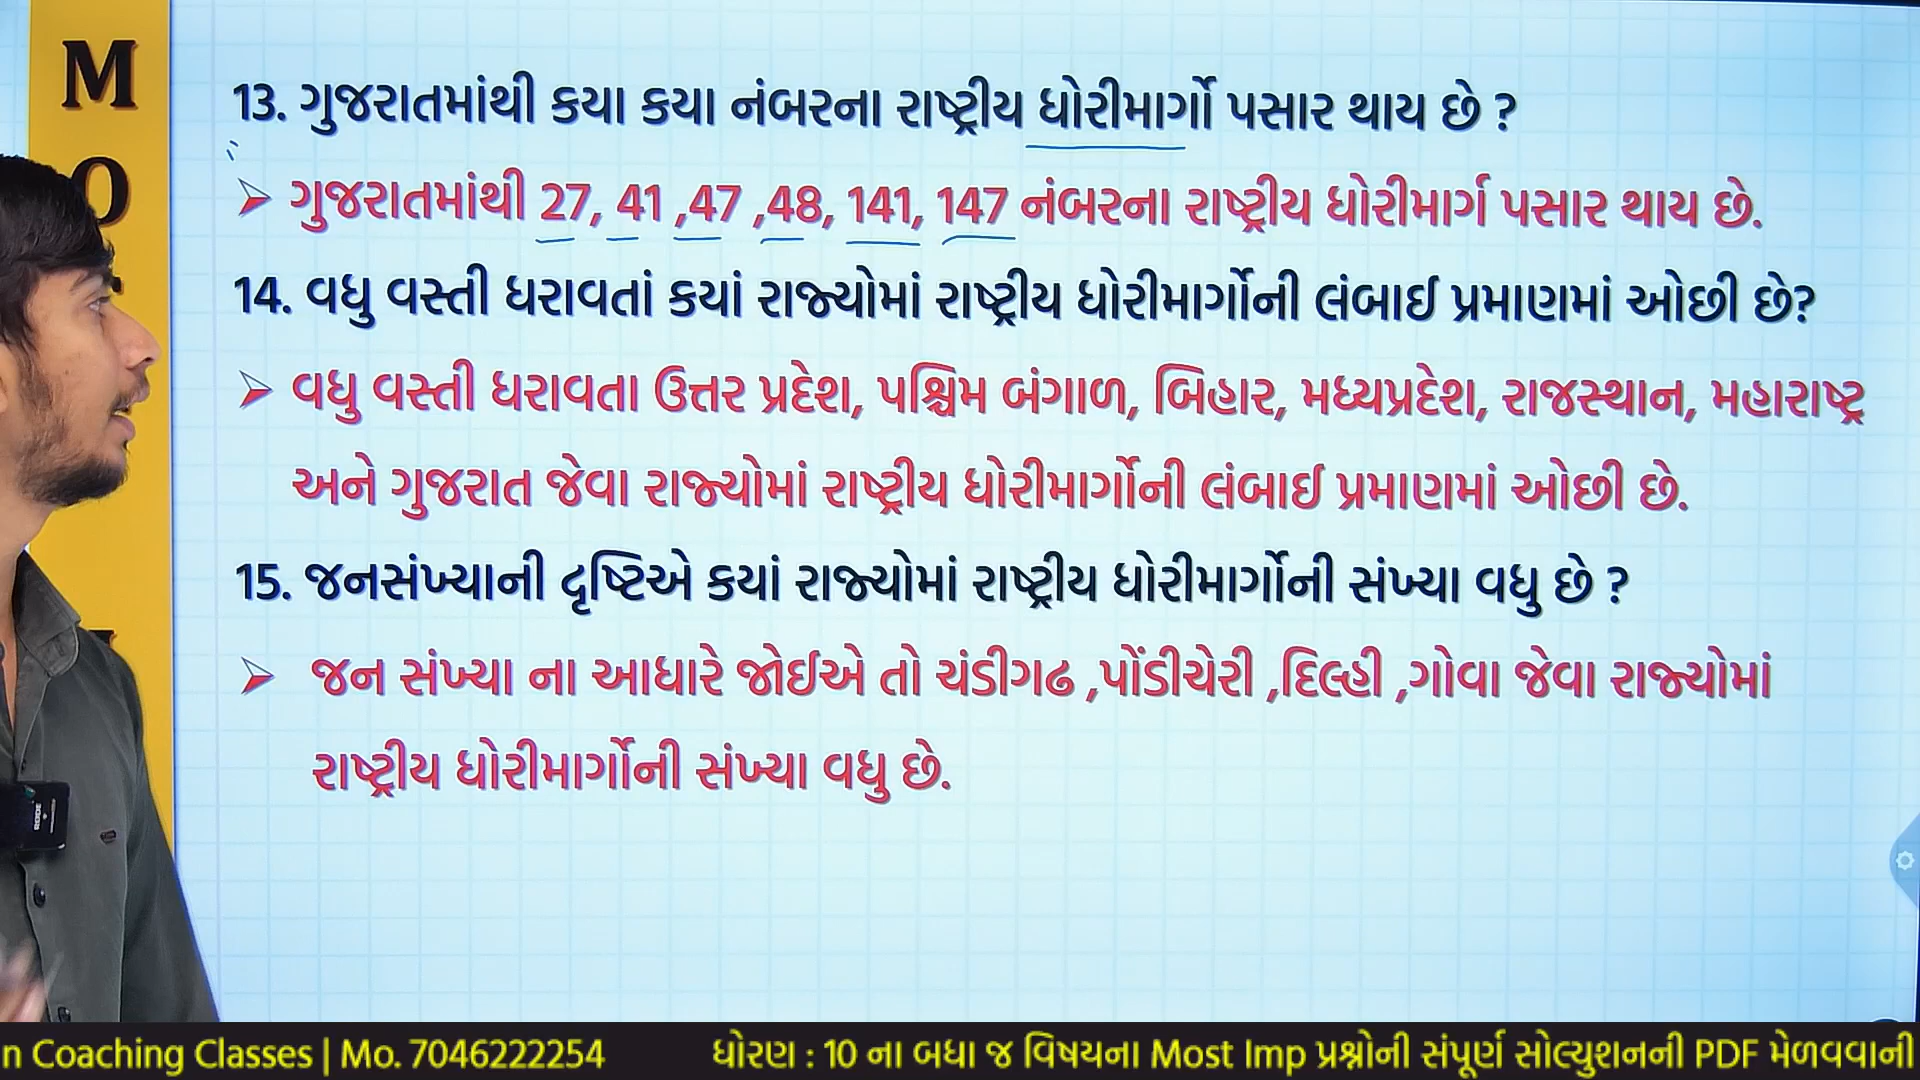 M
O
13. ગુજરાતમાંથી કયા કયા નંબરના રાષ્ટ્રીય ધોરીમાર્ગો પસાર થાય છે ?
➢ ગુજરાતમાંથી 27, 41 ,47 ,48, 141, 147 નંબરના રાષ્ટ્રીય ધોરીમાર્ગ પસાર થાય છે.
14. વધુ વસ્તી ધરાવતાં કયાં રાજ્યોમાં રાષ્ટ્રીય ધોરીમાર્ગોની લંબાઈ પ્રમાણમાં ઓછી છે?
➢ વધુ વસ્તી ધરાવતા ઉત્તર પ્રદેશ, પશ્ચિમ બંગાળ, બિહાર, મધ્યપ્રદેશ, રાજસ્થાન, મહારાષ્ટ્ર
અને ગુજરાત જેવા રાજ્યોમાં રાષ્ટ્રીય ધોરીમાર્ગોની લંબાઈ પ્રમાણમાં ઓછી છે.
15. જનસંખ્યાની દૃષ્ટિએ કયાં રાજ્યોમાં રાષ્ટ્રીય ધોરીમાર્ગોની સંખ્યા વધુ છે ?
➢ જન સંખ્યા ના આધારે જોઈએ તો ચંડીગઢ ,પોંડીચેરી ,દિલ્હી ,ગોવા જેવા રાજ્યોમાં
રાષ્ટ્રીય ધોરીમાર્ગોની સંખ્યા વધુ છે.
RODE
n Coaching Classes | Mo. 7046222254 ધોરણ : 10 ના બધા જ વિષયના Most Imp પ્રશ્નોની સંપૂર્ણ સોલ્યુશનની PDF મેળવવાની